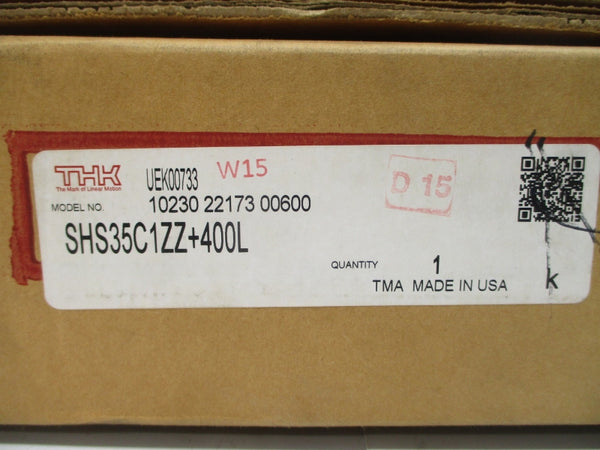 THK
The Mark of Linear Motion
UEK00733
W15
D 15
MODEL NO.
10230 22173 00600
SHS35C1ZZ+400L
QUANTITY 1
TMA MADE IN USA
k